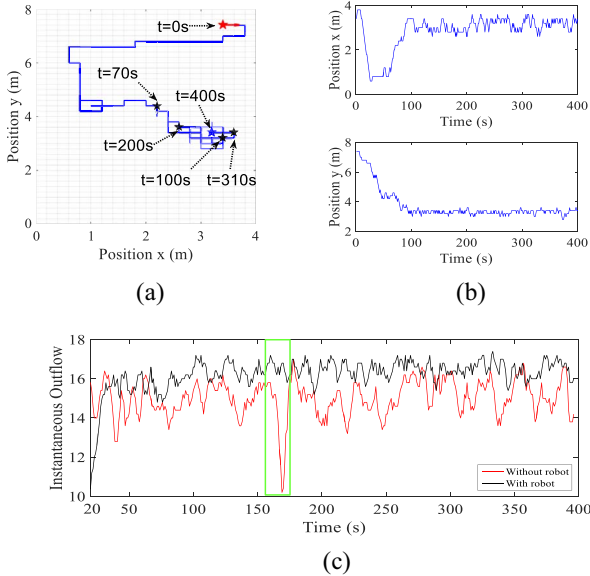 8
6
4
2
0
Position y (m)
t=0s
t=70s
t=400s
t=200s
t=100s
t=310s
0
1
2
3
4
Position x (m)
(a)
4
2
0
Position x (m)
0
100
200
300
400
Time (s)
8
6
4
2
Position y (m)
0
100
200
300
400
Time (s)
(b)
18
16
14
12
10
Instantaneous Outflow
Without robot
With robot
20
50
100
150
200
250
300
350
400
Time (s)
(c)